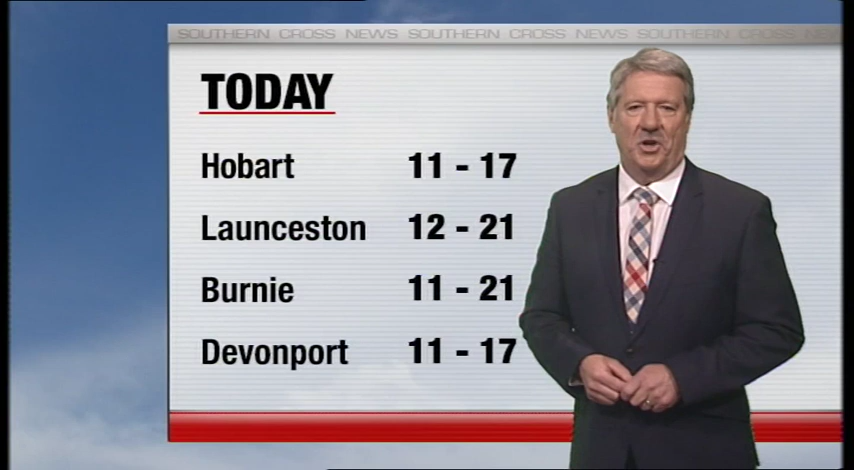 SOUTHERN CROSS NEWS SOUTHERN CROSS NEWS SOUTHERN CROSS NEWS
TODAY
Hobart 11 - 17
Launceston 12 - 21
Burnie 11 - 21
Devonport 11 - 17